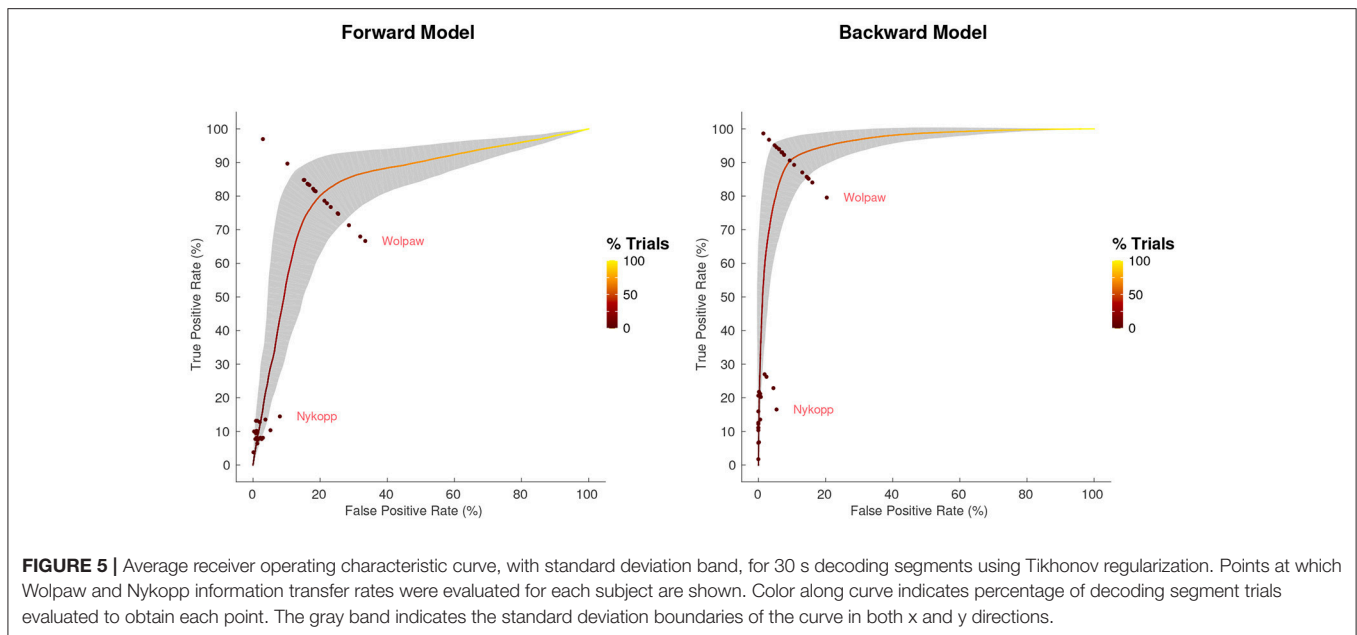 Forward Model
Backward Model
100
90
80
70
60
50
40
30
20
10
0
True Positive Rate (%)
0 20 40 60 80 100
False Positive Rate (%)
Wolpaw
Nykopp
% Trials
100
50
0
100
90
80
70
60
50
40
30
20
10
0
True Positive Rate (%)
0 20 40 60 80 100
False Positive Rate (%)
Wolpaw
Nykopp
% Trials
100
50
0
FIGURE 5 | Average receiver operating characteristic curve, with standard deviation band, for 30 s decoding segments using Tikhonov regularization. Points at which
Wolpaw and Nykopp information transfer rates were evaluated for each subject are shown. Color along curve indicates percentage of decoding segment trials
evaluated to obtain each point. The gray band indicates the standard deviation boundaries of the curve in both x and y directions.